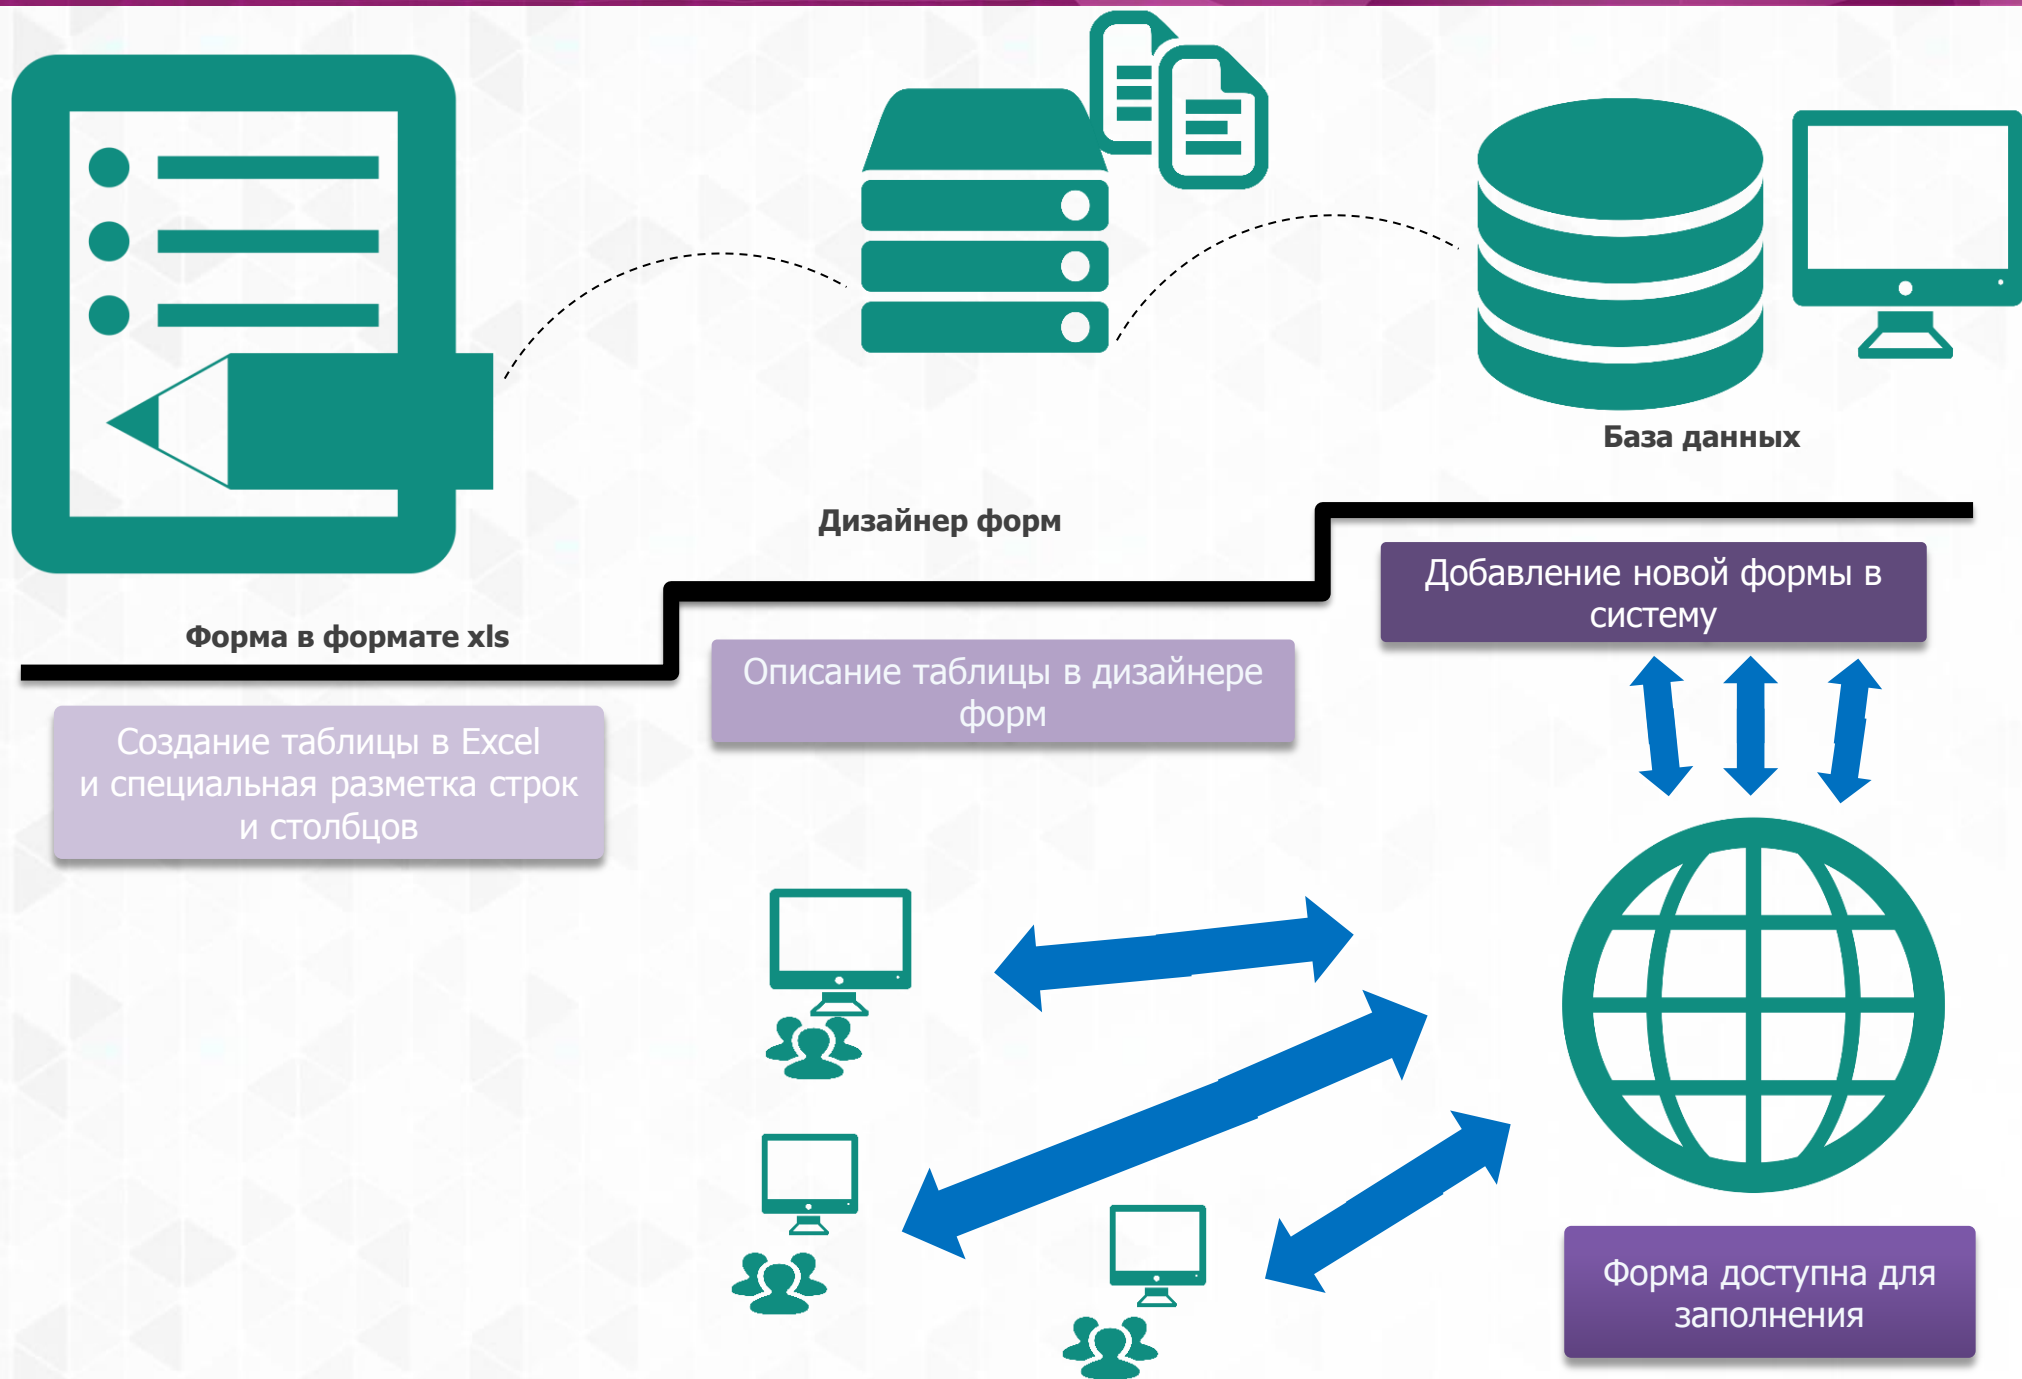 База данных
Дизайнер форм
Форма в формате xls
Добавление новой формы в
систему
Описание таблицы в дизайнере
форм
Создание таблицы в Excel
и специальная разметка строк
и столбцов
Форма доступна для
заполнения